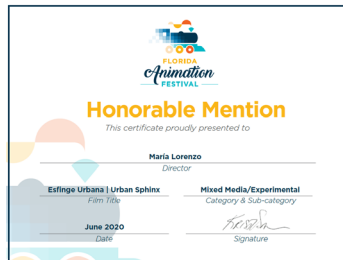 FLORIDA
Animation
FESTIVAL
Honorable Mention
This certificate proudly presented to
María Lorenzo
Director
Esfinge Urbana | Urban Sphinx
Film Title
Mixed Media/Experimental
Category & Sub-category
June 2020
Date
Signature